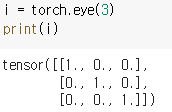 i = torch.eye(3)
print(i)
tensor([[1., 0., 0.],
[0., 1., 0.],
[0., 0., 1.]])